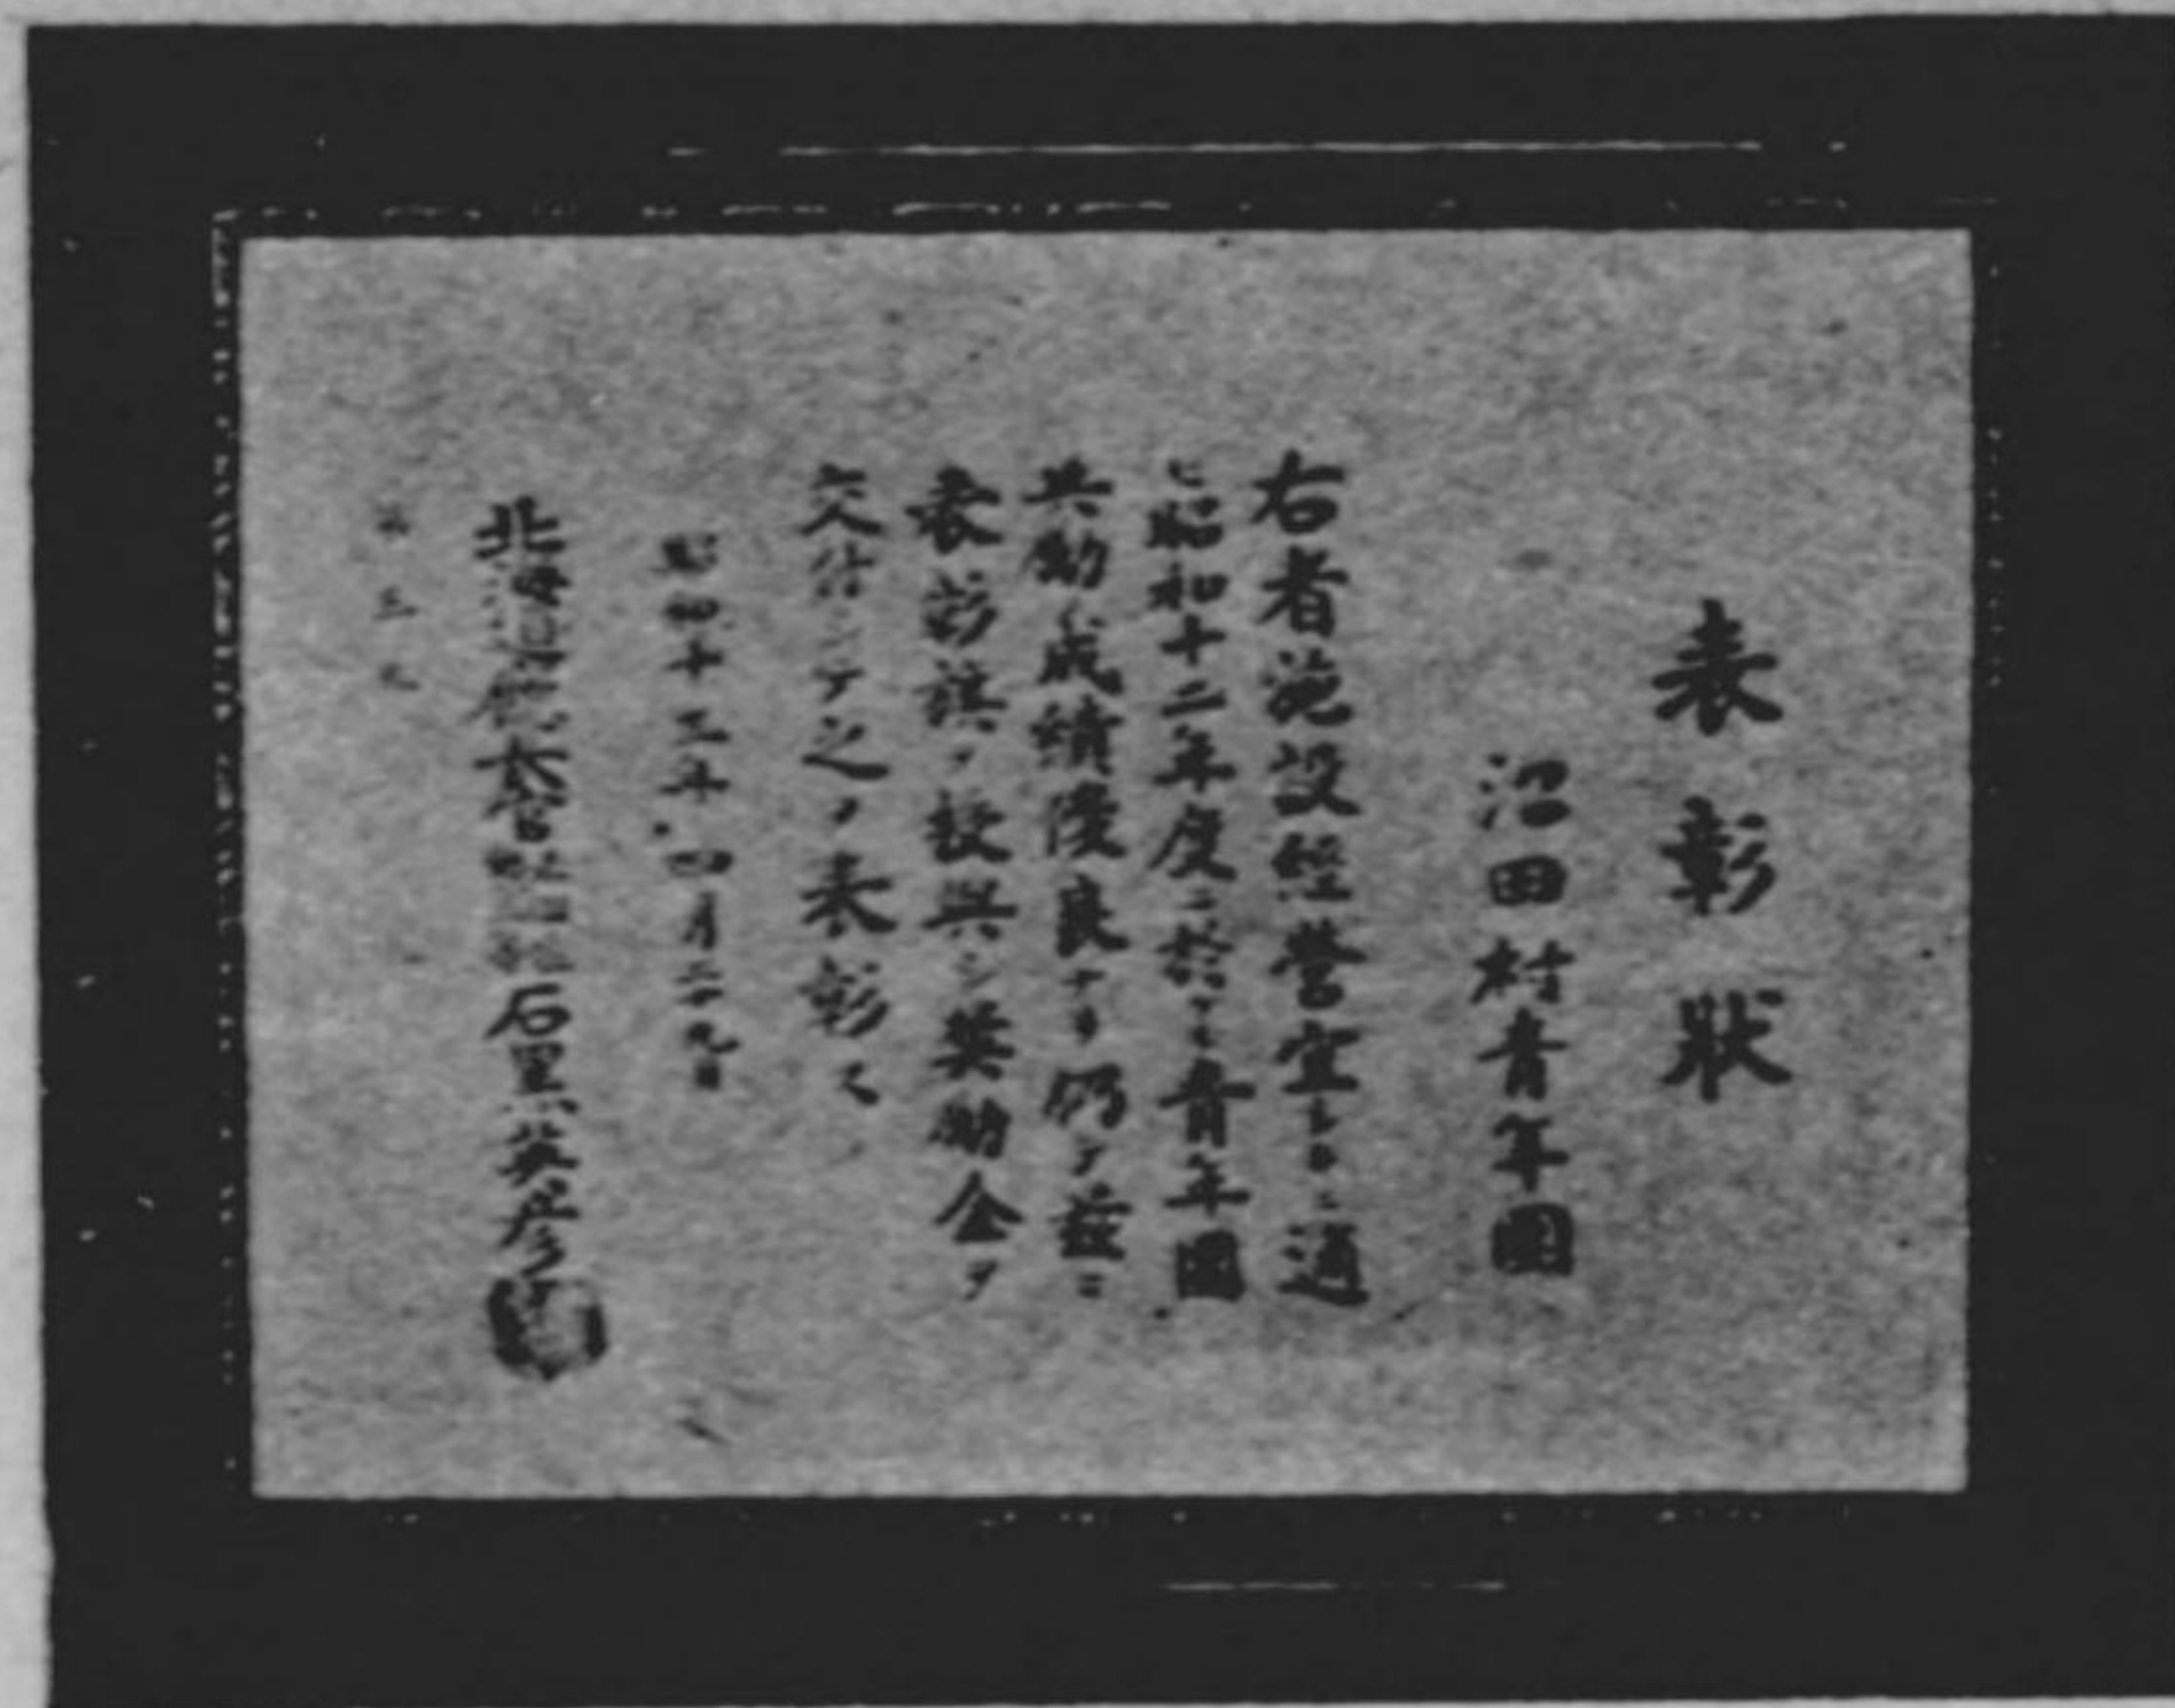 表彰狀
沼田村青年團
右者施設經營宜シキニ適
ヒ昭和十二年度ニ於ケル青年團
共勵成績優良ナリ仍テ茲ニ
表彰旗ヲ授與シ奬勵金ヲ
交付シテ之ヲ表彰ス
昭和十三年四月二十九日
北海道廳長官 石黒英彦